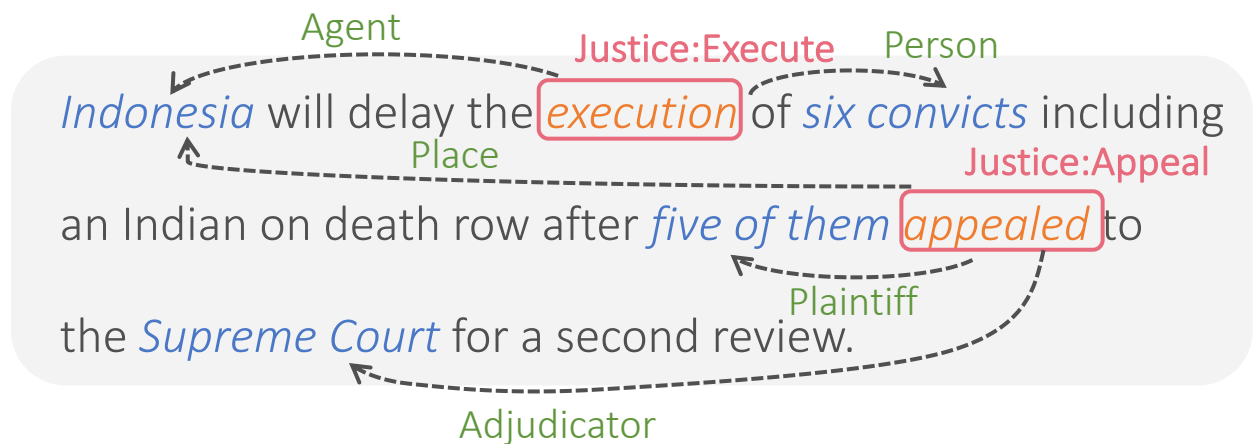 Agent
Justice:Execute
Person
Indonesia will delay the execution of six convicts including
Place
Justice:Appeal
an Indian on death row after five of them appealed to
Plaintiff
the Supreme Court for a second review.
Adjudicator